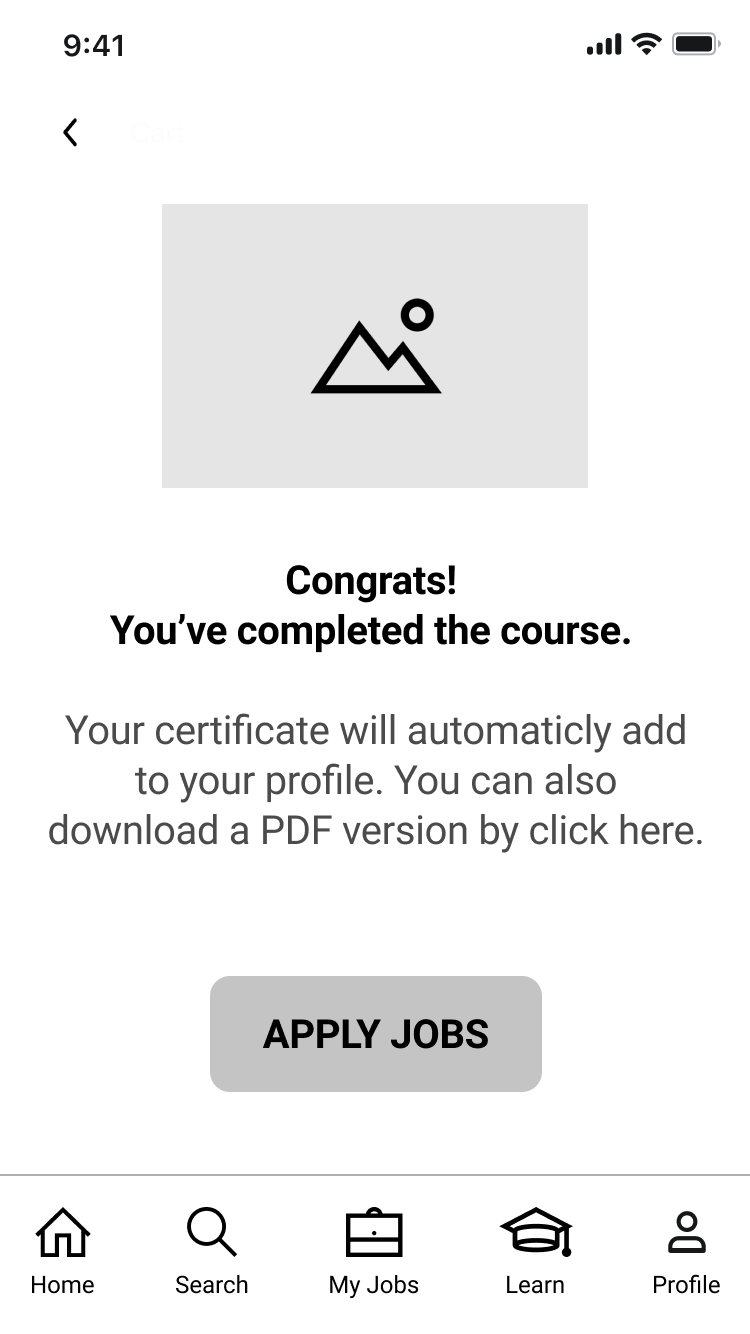 9:41
Cart
Congrats!
You’ve completed the course.
Your certificate will automaticly add
to your profile. You can also
download a PDF version by click here.
APPLY JOBS
Home
Search
My Jobs
Learn
Profile